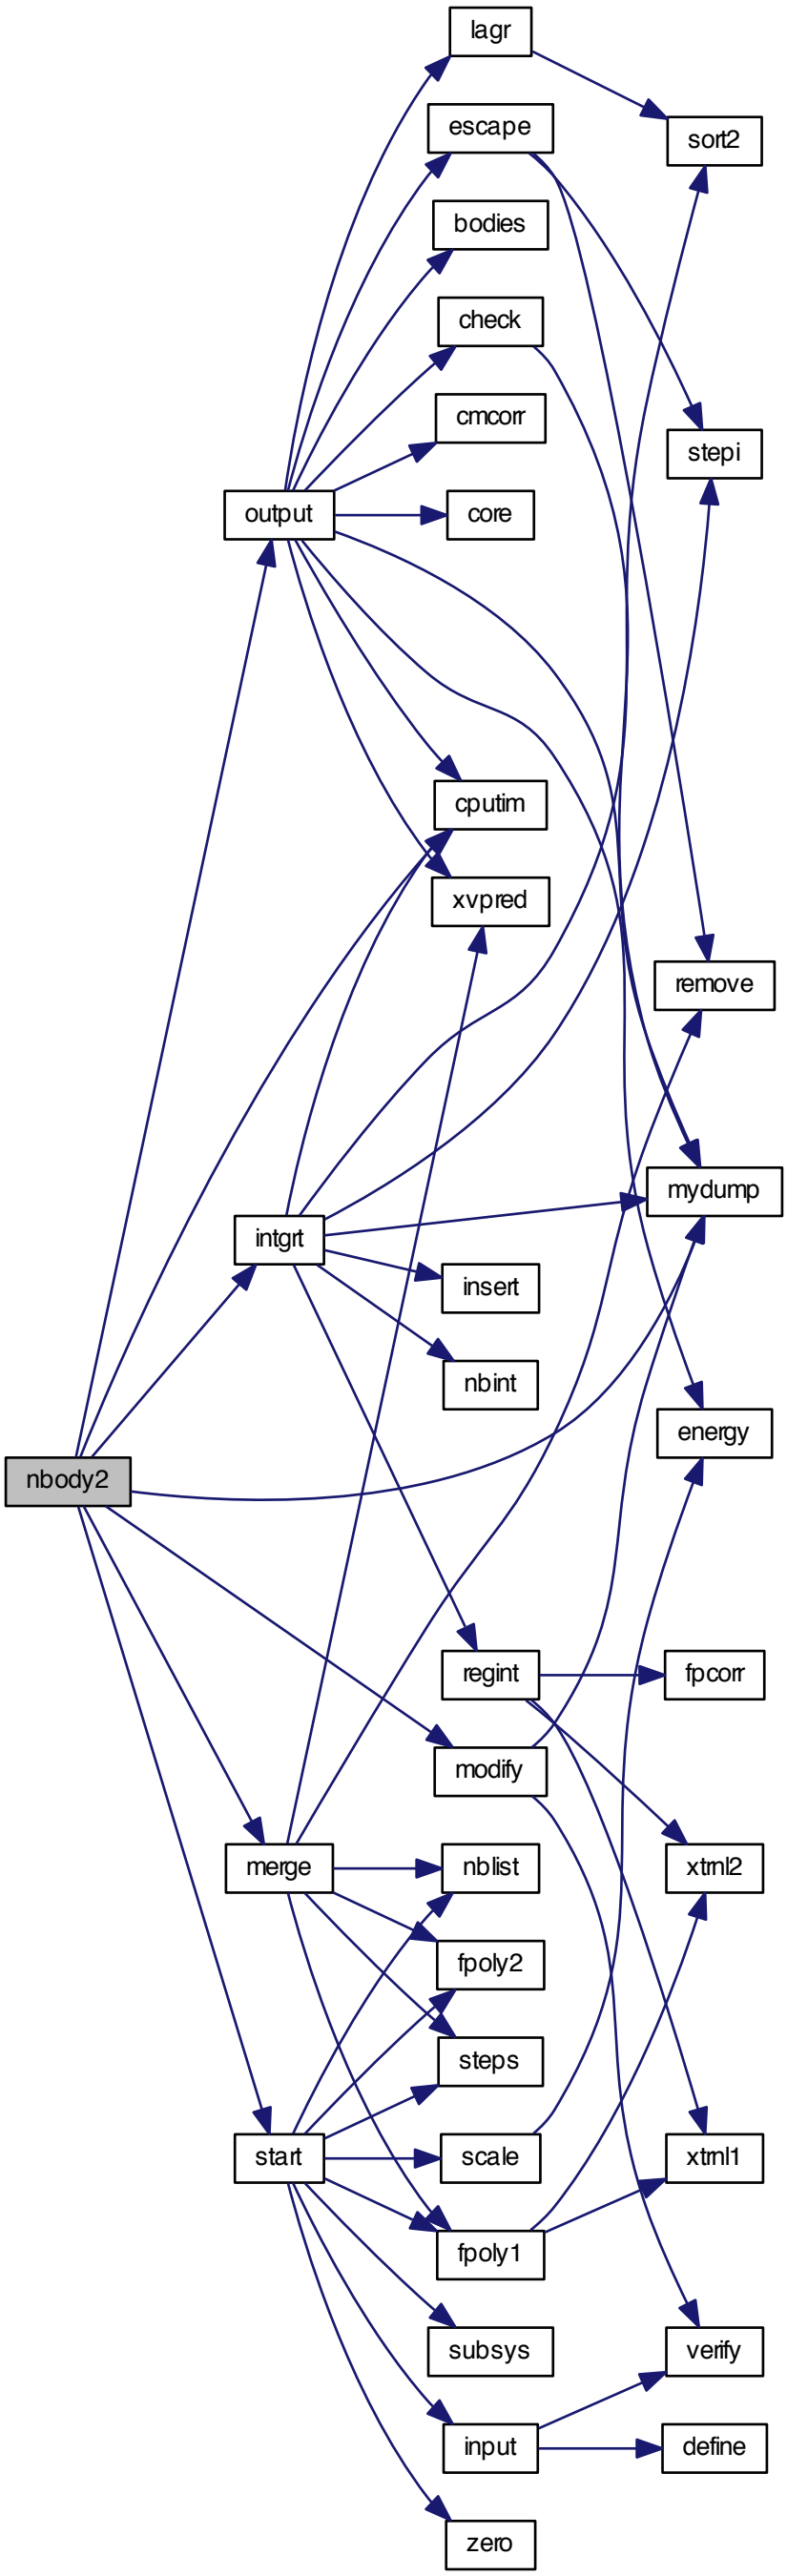 lagr
escape
sort2
bodies
check
cmcorr
stepi
output
core
cputim
xvpred
remove
mydump
intgrt
insert
nbint
energy
nbody2
regint
fpcorr
modify
merge
nblist
xtrnl2
fpoly2
steps
start
scale
xtrnl1
fpoly1
subsys
verify
input
define
zero